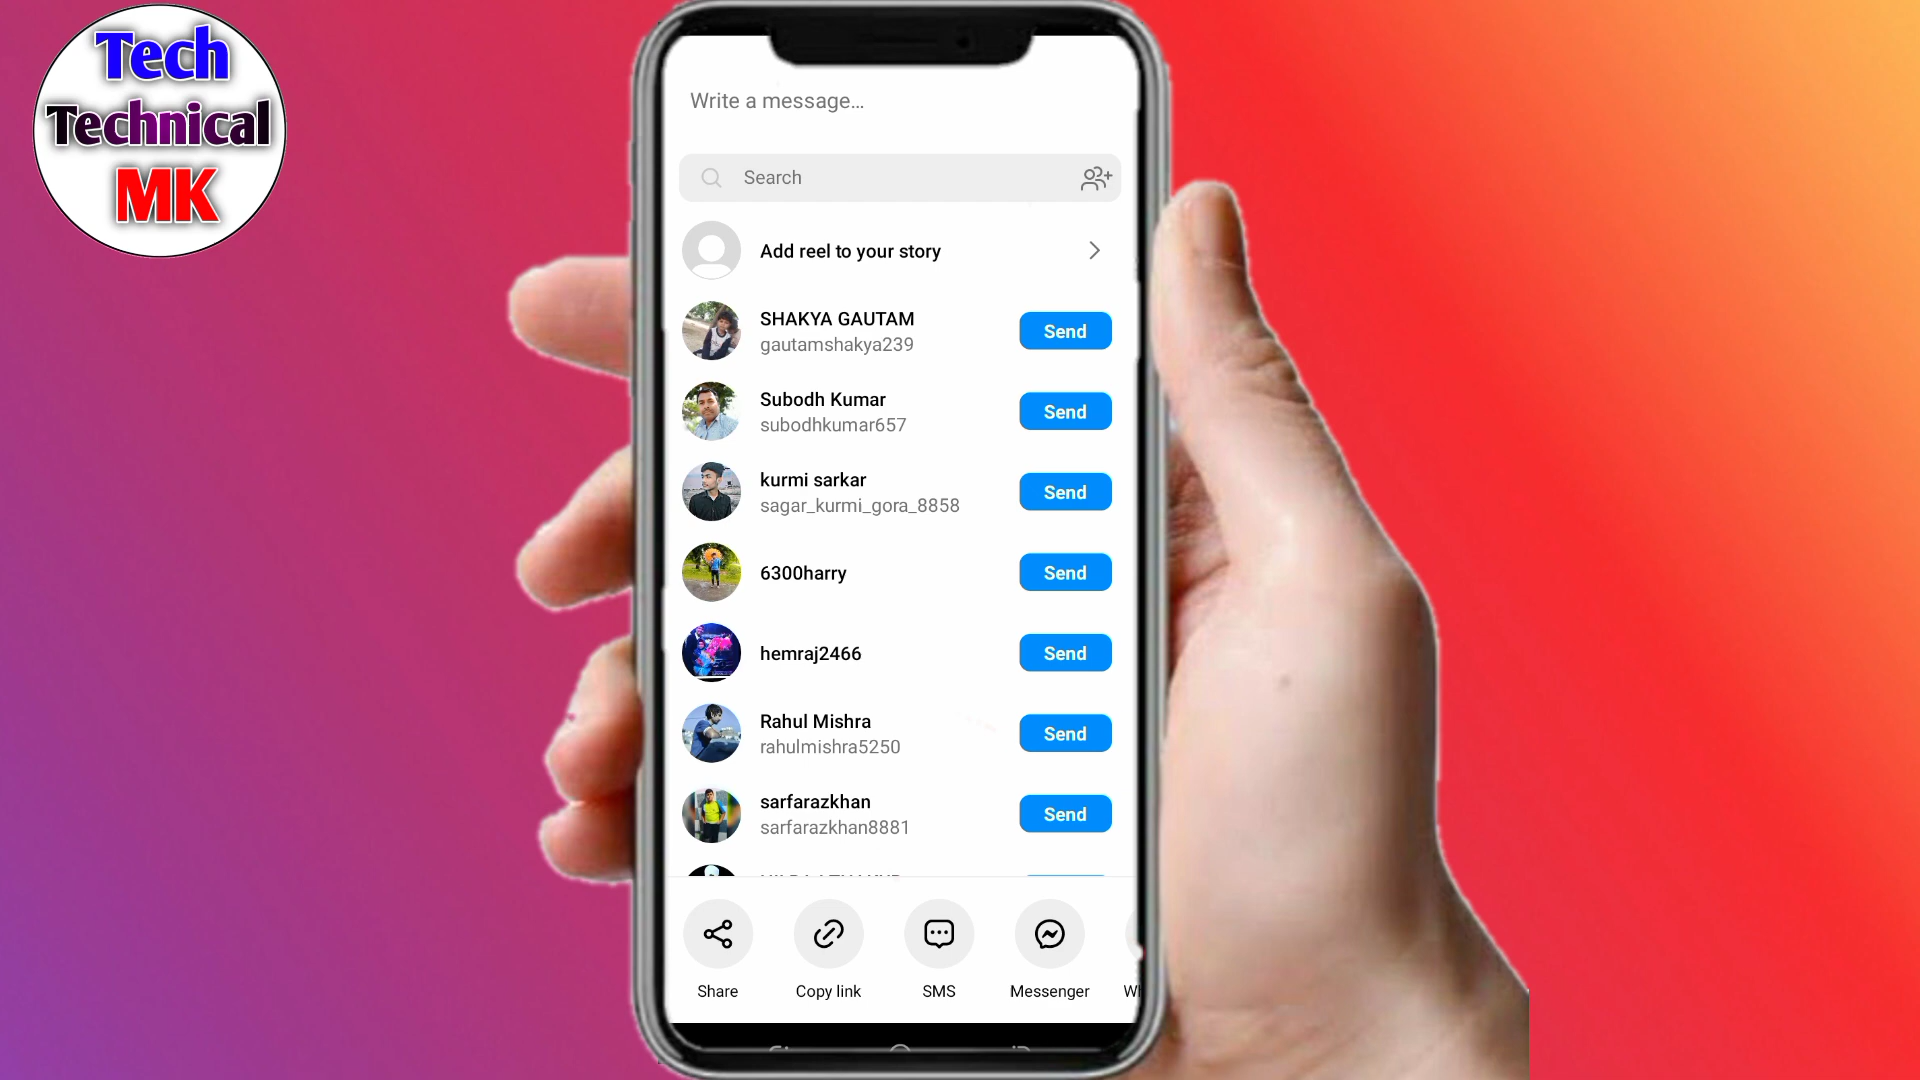 Tech
Technical
MK
Write a message...
Search
Add reel to your story
SHAKYA GAUTAM
gautamshakya239
Send
Subodh Kumar
subodhkumar657
Send
kurmi sarkar
sagar_kurmi_gora_8858
Send
6300harry
Send
hemraj2466
Send
Rahul Mishra
rahulmishra5250
Send
sarfarazkhan
sarfarazkhan8881
Send
Share
Copy link
SMS
Messenger